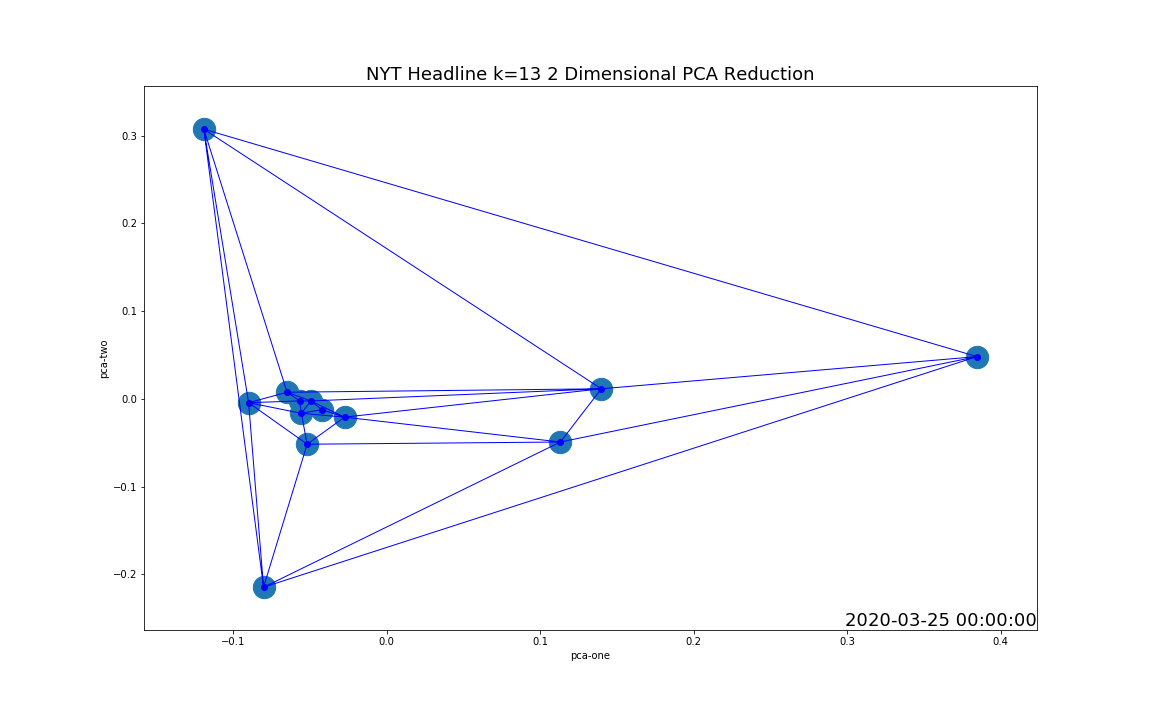 NYT Headline k=13 2 Dimensional PCA Reduction
0.3
0.2
0.1
0.0
−0.1
−0.2
pca-two
2020-03-25 00:00:00
−0.1 0.0 0.1 0.2 0.3 0.4
pca-one